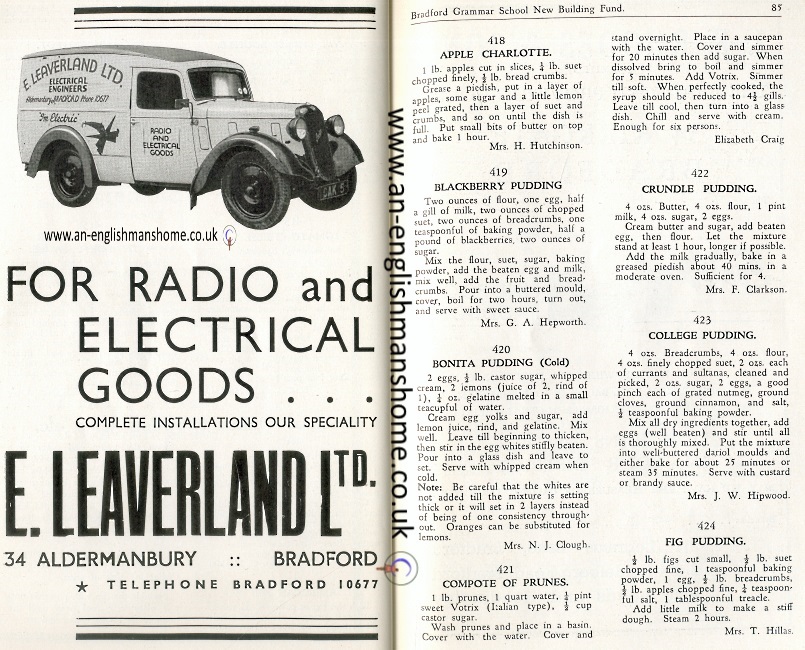 E. LEAVERLAND LTD.
ELECTRICAL
ENGINEERS
Aldermanbury, BRADFORD Phone 10677
"I'm Electric"
RADIO
AND
ELECTRICAL
GOODS
www.an-englishmanshome.co.uk
FOR RADIO and
ELECTRICAL
GOODS . . .
COMPLETE INSTALLATIONS OUR SPECIALITY
E. LEAVERLAND LTD.
34 ALDERMANBURY :: BRADFORD
★ TELEPHONE BRADFORD 10677
www.an-englishmanshome.co.uk
Bradford Grammar School New Building Fund. 85
418
APPLE CHARLOTTE.
1 lb. apples cut in slices, ¼ lb. suet
chopped finely, ½ lb. bread crumbs.
Grease a piedish, put in a layer of
apples, some sugar and a little lemon
peel grated, then a layer of suet and
crumbs, and so on until the dish is
full. Put small bits of butter on top
and bake 1 hour.
Mrs. H. Hutchinson.
419
BLACKBERRY PUDDING
Two ounces of flour, one egg, half
a gill of milk, two ounces of chopped
suet, two ounces of breadcrumbs, one
teaspoonful of baking powder, half a
pound of blackberries, two ounces of
sugar.
Mix the flour, suet, sugar, baking
powder, add the beaten egg and milk,
mix well, add the fruit and bread-
crumbs. Pour into a buttered mould,
cover, boil for two hours, turn out,
and serve with sweet sauce.
Mrs. G. A. Hepworth.
420
BONITA PUDDING (Cold)
2 eggs, ½ lb. castor sugar, whipped
cream, 2 lemons (juice of 2, rind of
1), ¼ oz. gelatine melted in a small
teacupful of water.
Cream egg yolks and sugar, add
lemon juice, rind, and gelatine. Mix
well. Leave till beginning to thicken,
then stir in the egg whites stiffly beaten.
Pour into a glass dish and leave to
set. Serve with whipped cream when
cold.
Note: Be careful that the whites are
not added till the mixture is setting
thick or it will set in 2 layers instead
of being of one consistency through-
out. Oranges can be substituted for
lemons.
Mrs. N. J. Clough.
421
COMPOTE OF PRUNES.
1 lb. prunes, 1 quart water, ¼ pint
sweet Votrix (Italian type), ½ cup
castor sugar.
Wash prunes and place in a basin.
Cover with the water. Cover and
stand overnight. Place in a saucepan
with the water. Cover and simmer
for 20 minutes then add sugar. When
dissolved bring to boil and simmer
for 5 minutes. Add Votrix. Simmer
till soft. When perfectly cooked, the
syrup should be reduced to 4½ gills.
Leave till cool, then turn into a glass
dish. Chill and serve with cream.
Enough for six persons.
Elizabeth Craig
422
CRUNDLE PUDDING.
4 ozs. Butter, 4 ozs. flour, 1 pint
milk, 4 ozs. sugar, 2 eggs.
Cream butter and sugar, add beaten
egg, then flour. Let the mixture
stand at least 1 hour, longer if possible.
Add the milk gradually, bake in a
greased piedish about 40 mins. in a
moderate oven. Sufficient for 4.
Mrs. F. Clarkson.
423
COLLEGE PUDDING.
4 ozs. Breadcrumbs, 4 ozs. flour,
4 ozs. finely chopped suet, 2 ozs. each
of currants and sultanas, cleaned and
picked, 2 ozs. sugar, 2 eggs, a good
pinch each of grated nutmeg, ground
cloves, ground cinnamon, and salt,
½ teaspoonful baking powder.
Mix all dry ingredients together, add
eggs (well beaten) and stir until all
is thoroughly mixed. Put the mixture
into well-buttered dariol moulds and
either bake for about 25 minutes or
steam 35 minutes. Serve with custard
or brandy sauce.
Mrs. J. W. Hipwood.
424
FIG PUDDING.
½ lb. figs cut small, ½ lb. suet
chopped fine, 1 teaspoonful baking
powder, 1 egg, ½ lb. breadcrumbs,
½ lb. apples chopped fine, ¼ teaspoon-
ful salt, 1 tablespoonful treacle.
Add little milk to make a stiff
dough. Steam 2 hours.
Mrs. T. Hillas.